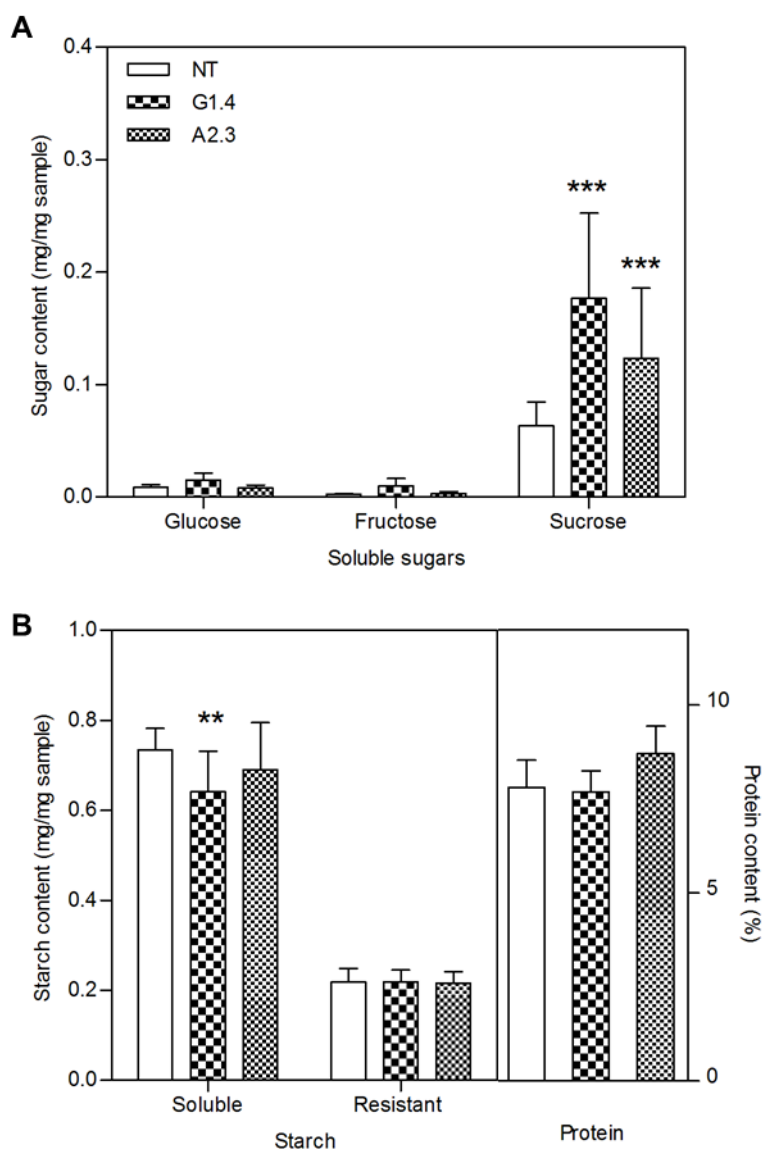 A
Sugar content (mg/mg sample)
0.4
0.3
0.2
0.1
0.0
NT
G1.4
A2.3
***
***
Glucose
Fructose
Sucrose
Soluble sugars
B
Starch content (mg/mg sample)
1.0
0.8
0.6
0.4
0.2
0.0
**
Soluble
Resistant
Starch
Protein
10
5
0
Protein content (%)